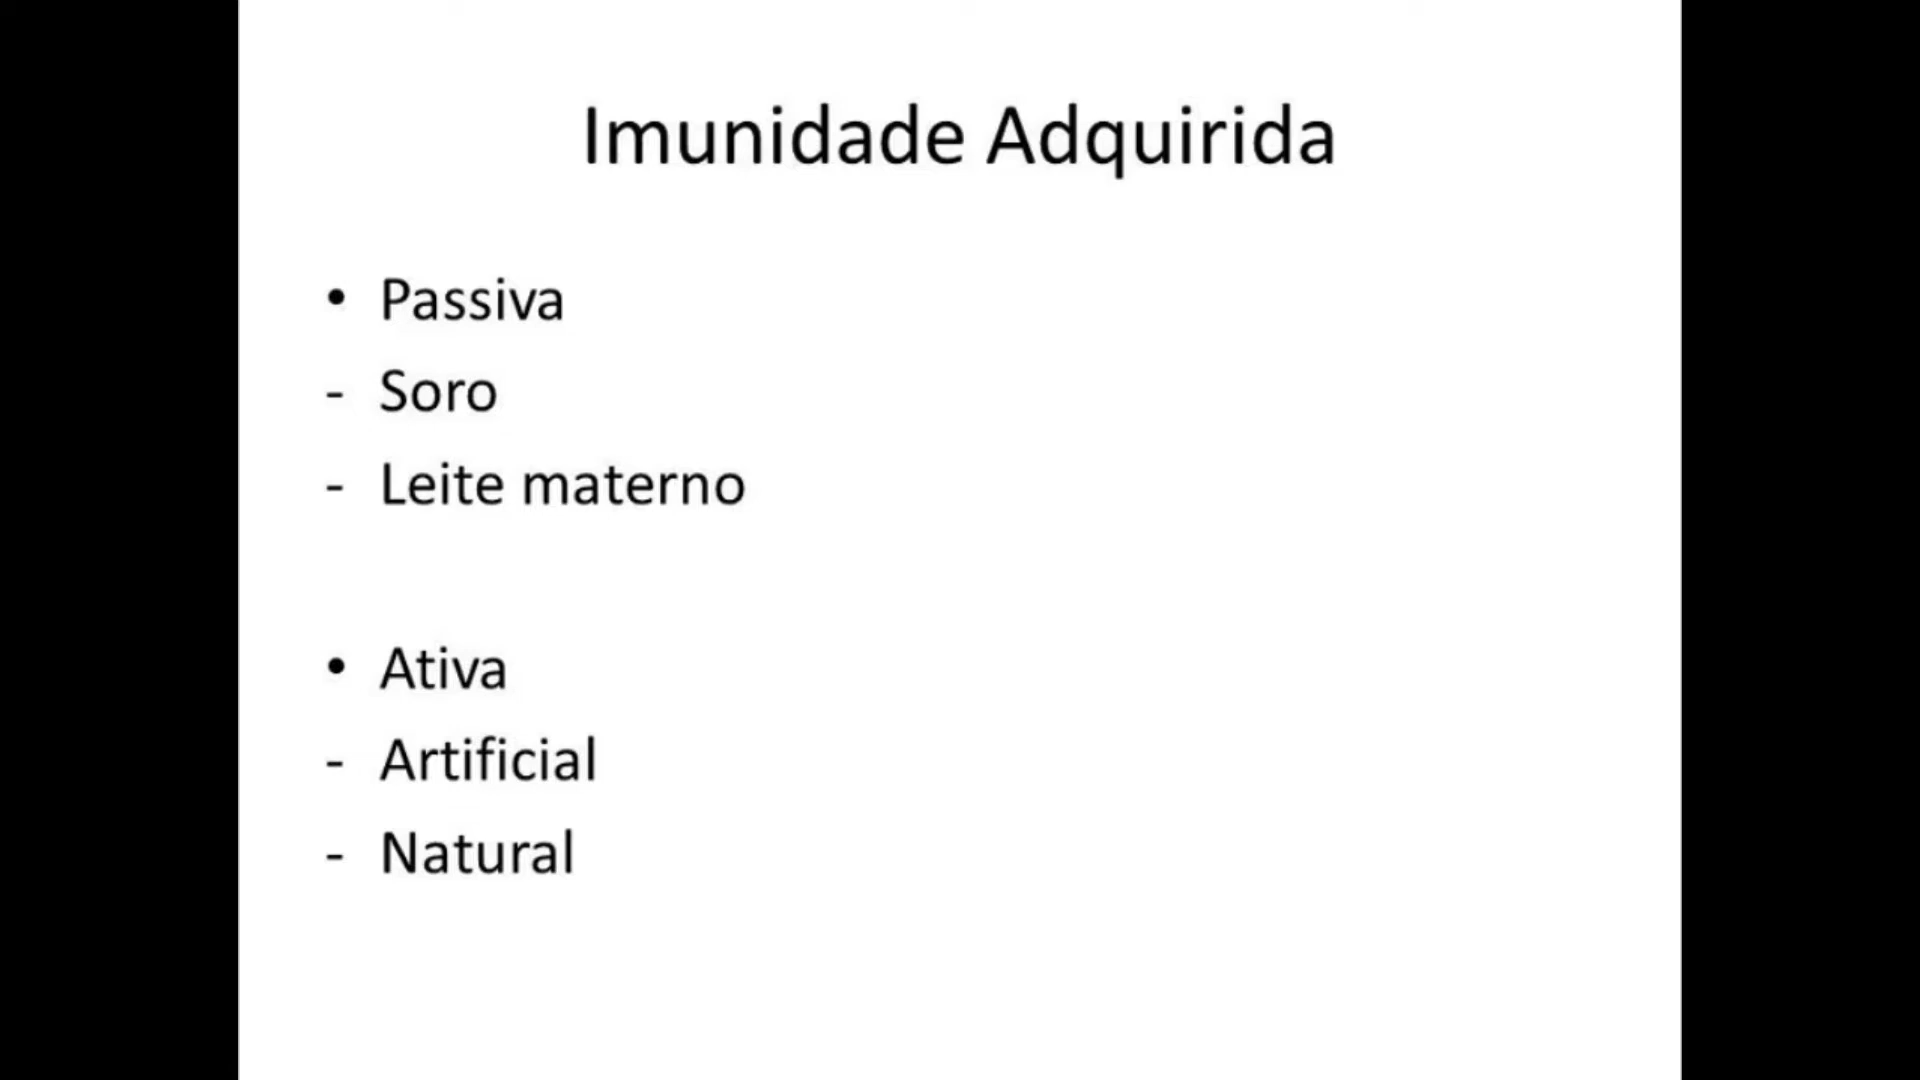 Imunidade Adquirida
• Passiva
- Soro
- Leite materno
• Ativa
- Artificial
- Natural